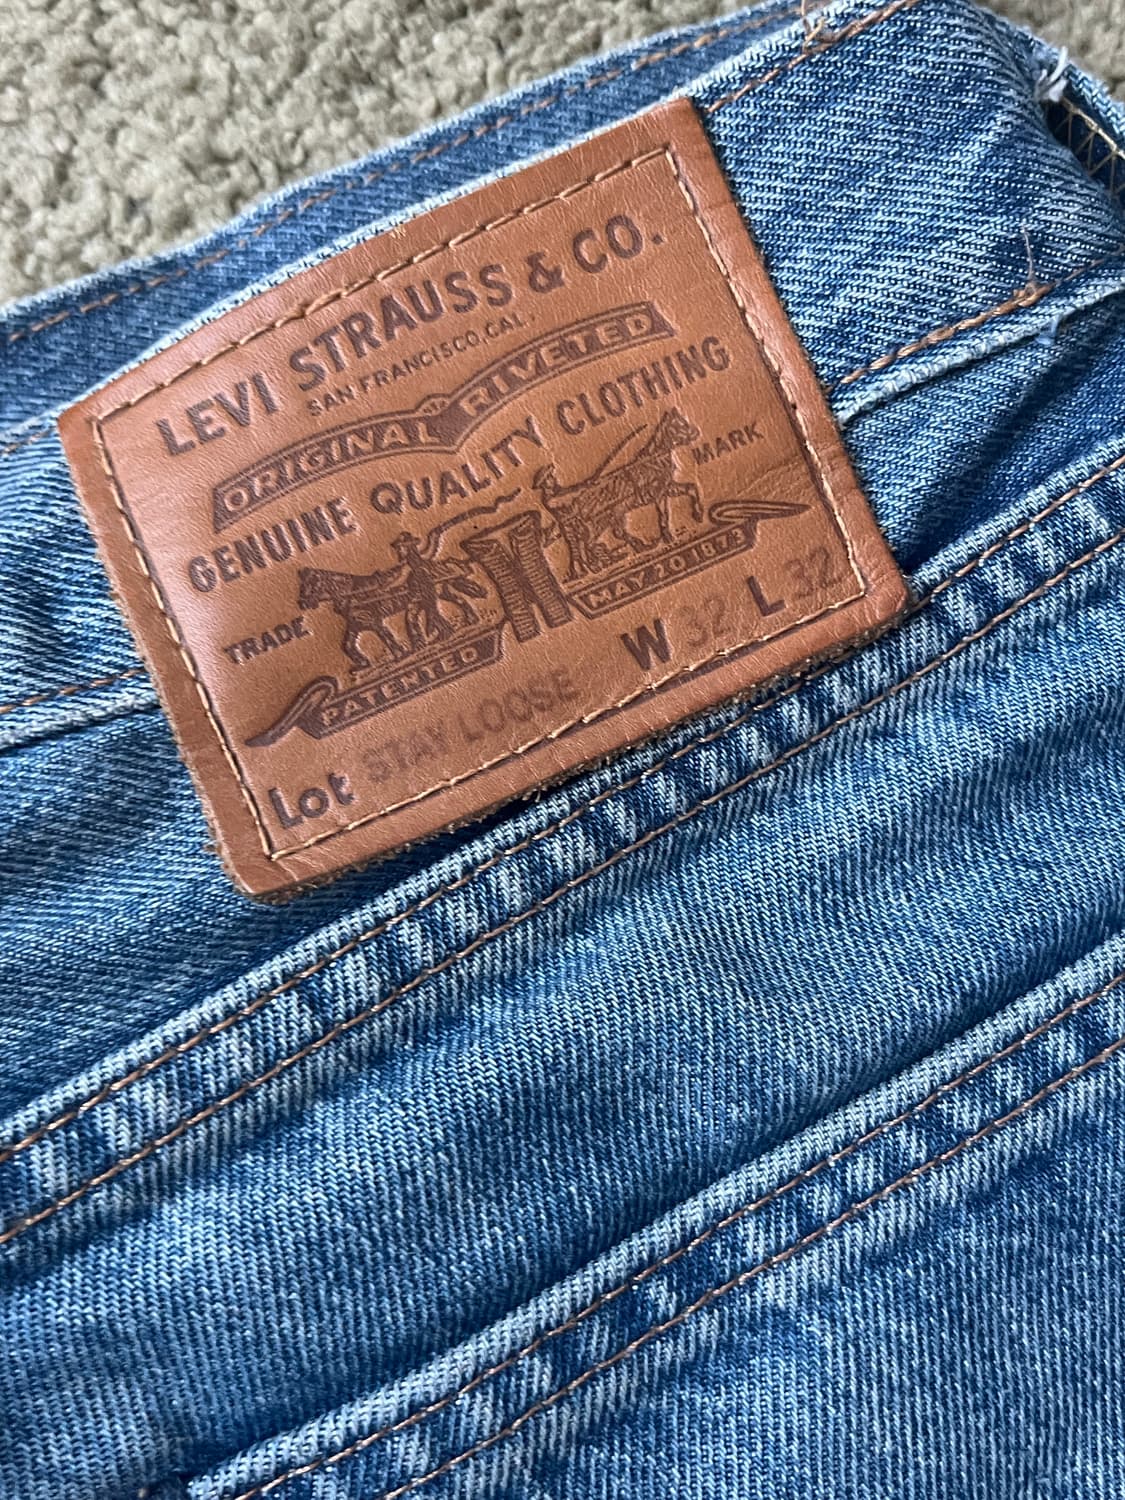 LEVI STRAUSS & CO.
SAN FRANCISCO, CAL.
ORIGINAL RIVETED
GENUINE QUALITY CLOTHING
TRADE MARK
PATENTED MAY 20 1873
Lot STAY LOOSE W 32 L 32